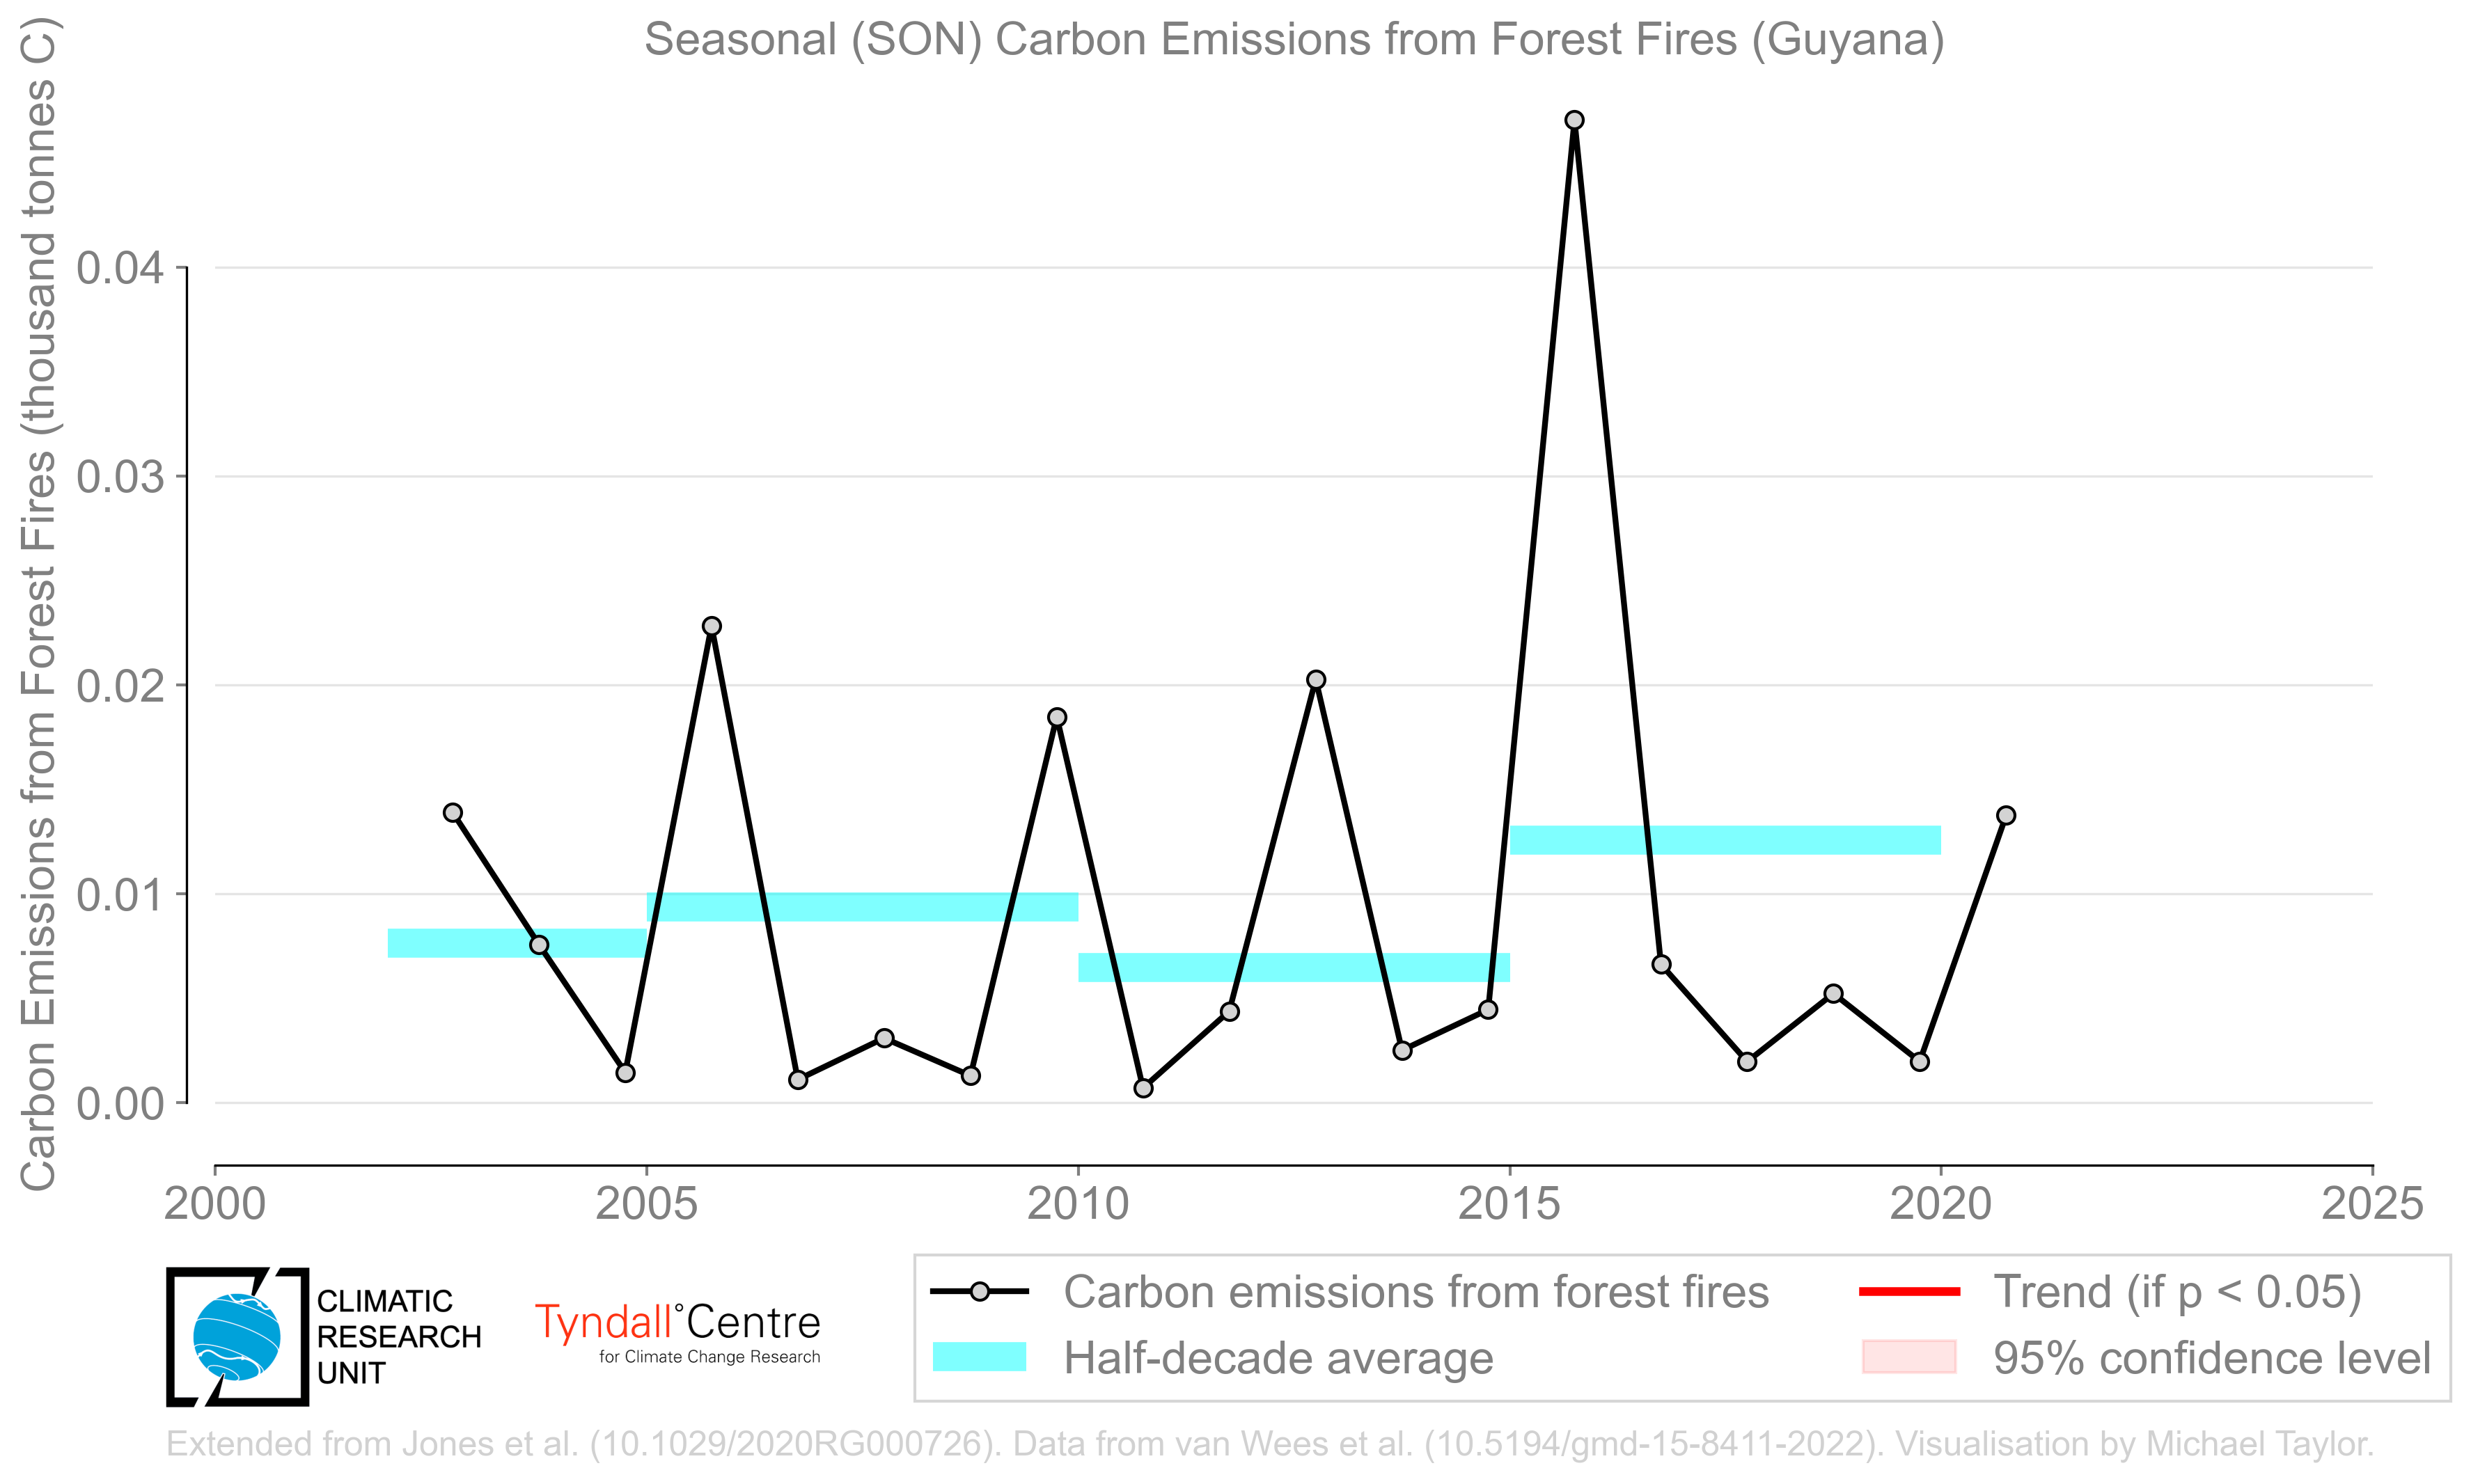 Seasonal (SON) Carbon Emissions from Forest Fires (Guyana)
Carbon Emissions from Forest Fires (thousand tonnes C)
0.04
0.03
0.02
0.01
0.00
2000 2005 2010 2015 2020 2025
CLIMATIC
RESEARCH
UNIT
Tyndall°Centre
for Climate Change Research
Carbon emissions from forest fires
Half-decade average
Trend (if p < 0.05)
95% confidence level
Extended from Jones et al. (10.1029/2020RG000726). Data from van Wees et al. (10.5194/gmd-15-8411-2022). Visualisation by Michael Taylor.